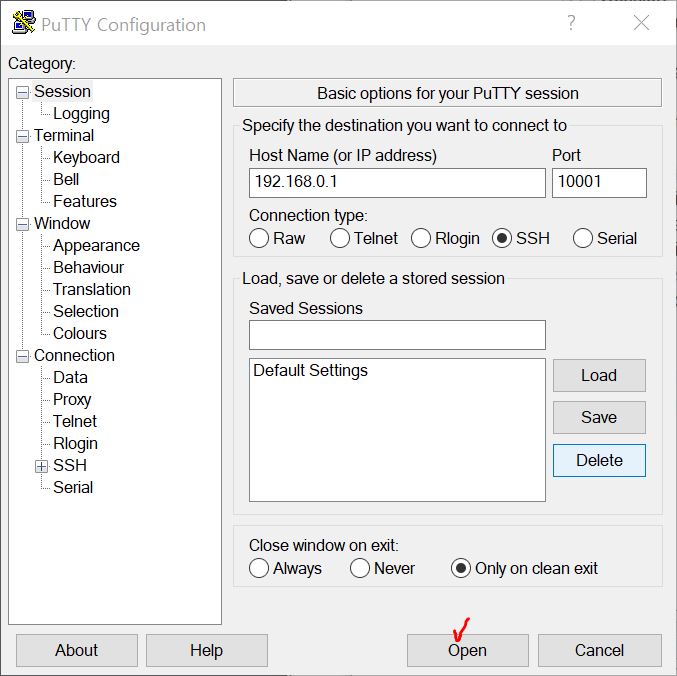 PuTTY Configuration
?
Category:
Session
Logging
Terminal
Keyboard
Bell
Features
Window
Appearance
Behaviour
Translation
Selection
Colours
Connection
Data
Proxy
Telnet
Rlogin
SSH
Serial
Basic options for your PuTTY session
Specify the destination you want to connect to
Host Name (or IP address) Port
192.168.0.1 10001
Connection type:
Raw Telnet Rlogin SSH Serial
Load, save or delete a stored session
Saved Sessions
Default Settings
Load
Save
Delete
Close window on exit:
Always Never Only on clean exit
About Help Open Cancel